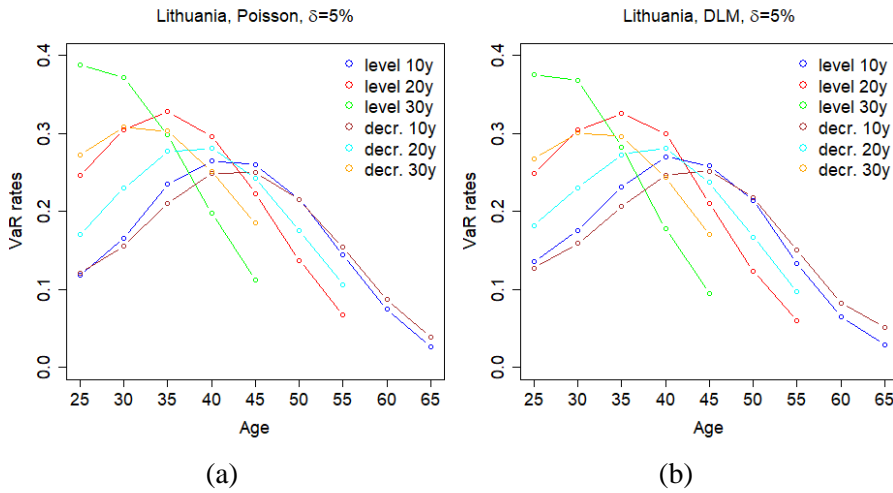 Lithuania, Poisson, δ=5%
VaR rates
0.4
0.3
0.2
0.1
0.0
level 10y
level 20y
level 30y
decr. 10y
decr. 20y
decr. 30y
25 30 35 40 45 50 55 60 65
Age
(a)
Lithuania, DLM, δ=5%
VaR rates
0.4
0.3
0.2
0.1
0.0
level 10y
level 20y
level 30y
decr. 10y
decr. 20y
decr. 30y
25 30 35 40 45 50 55 60 65
Age
(b)